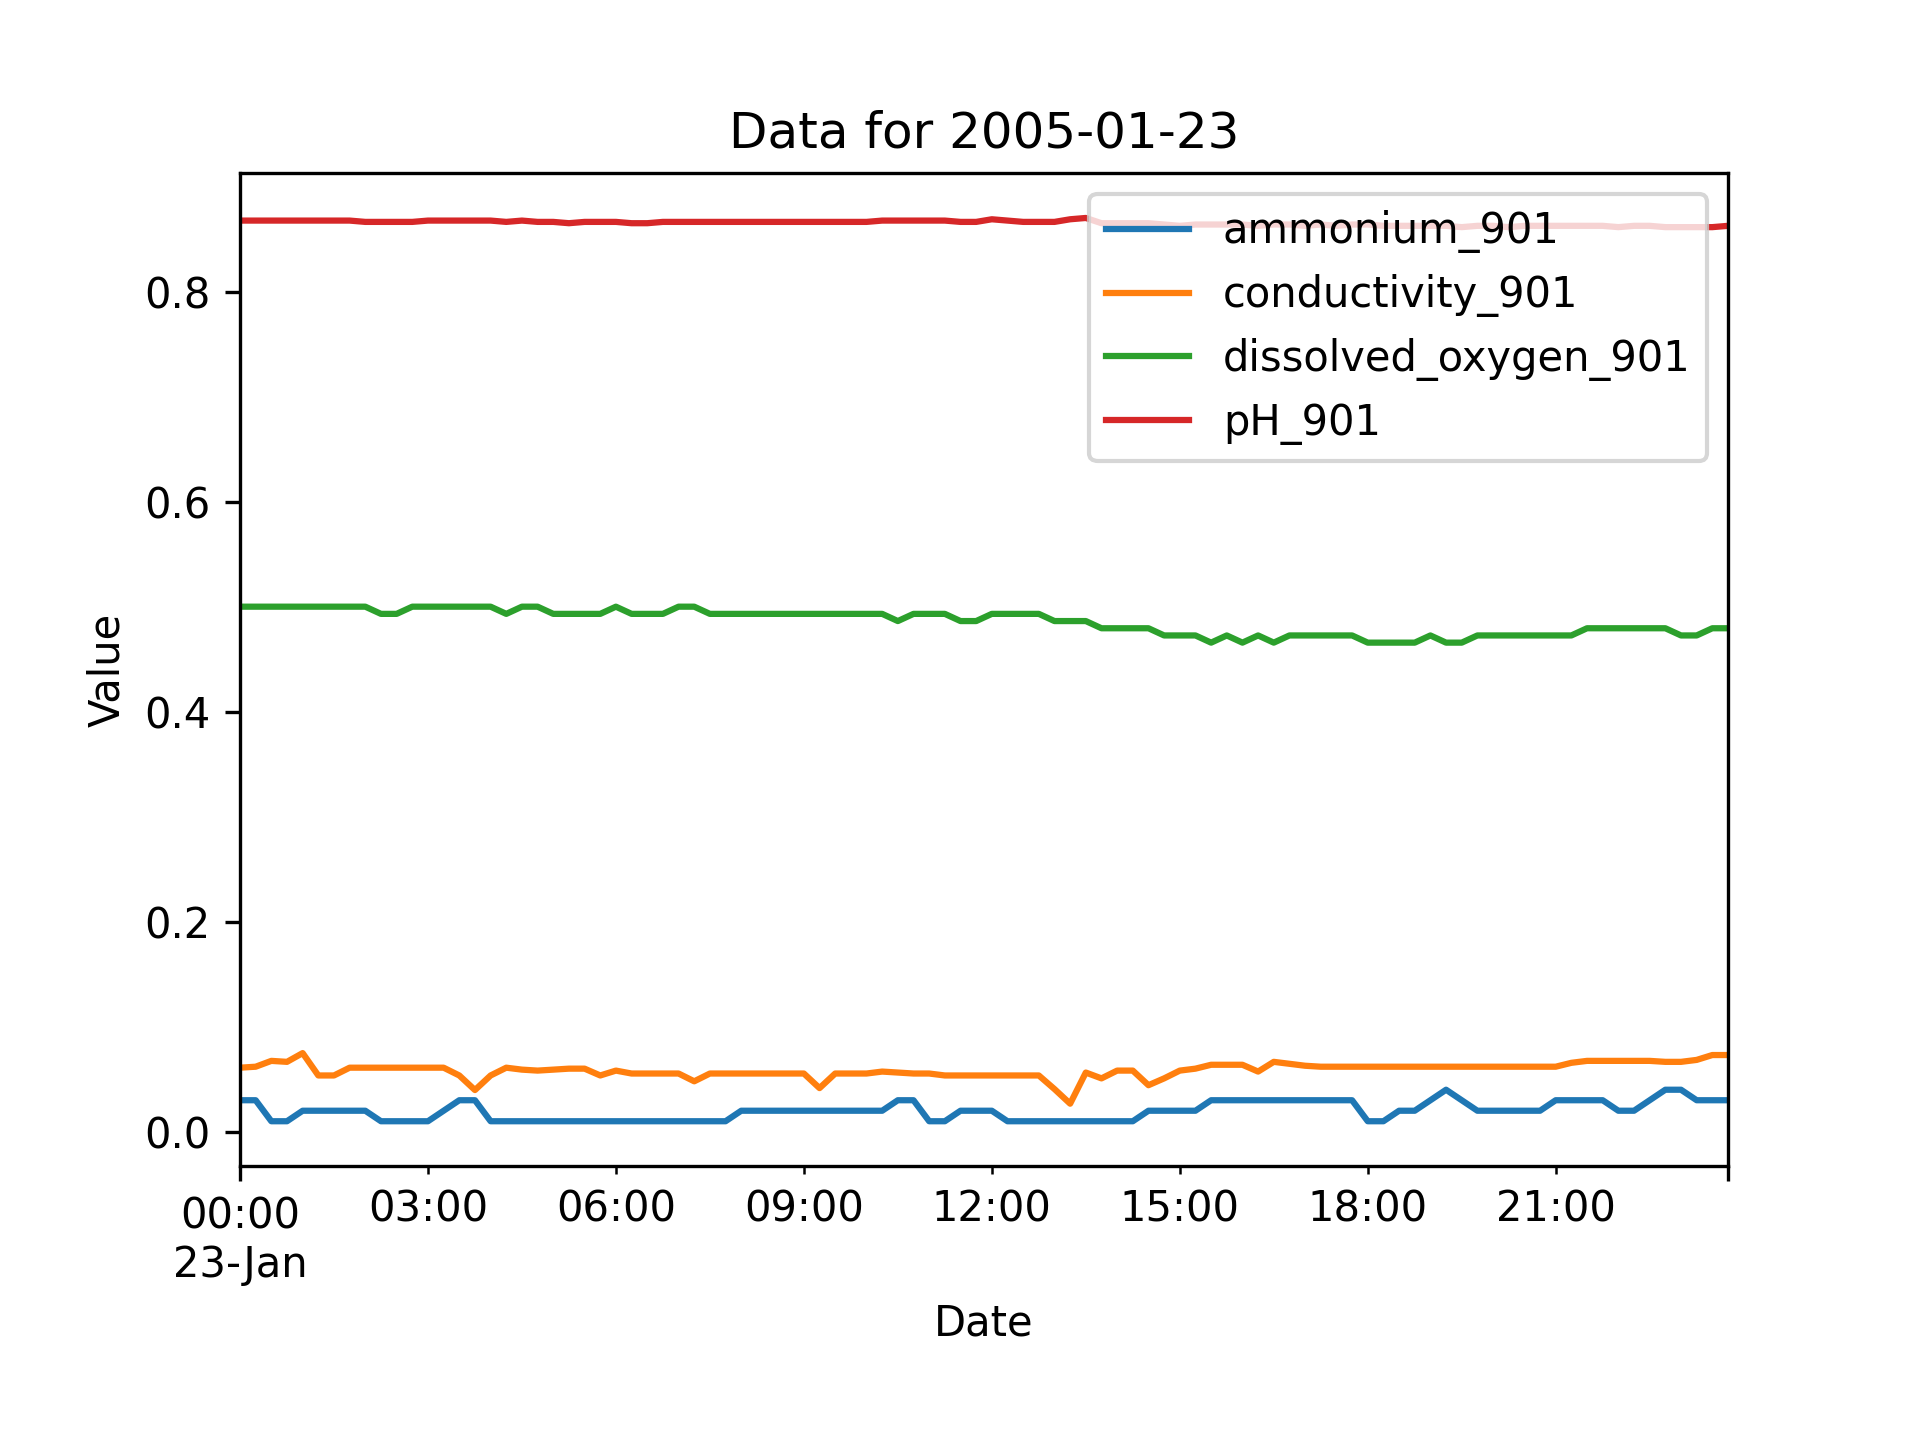 Data for 2005-01-23
ammonium_901
conductivity_901
dissolved_oxygen_901
pH_901
Value
0.8
0.6
0.4
0.2
0.0
00:00 03:00 06:00 09:00 12:00 15:00 18:00 21:00
23-Jan
Date